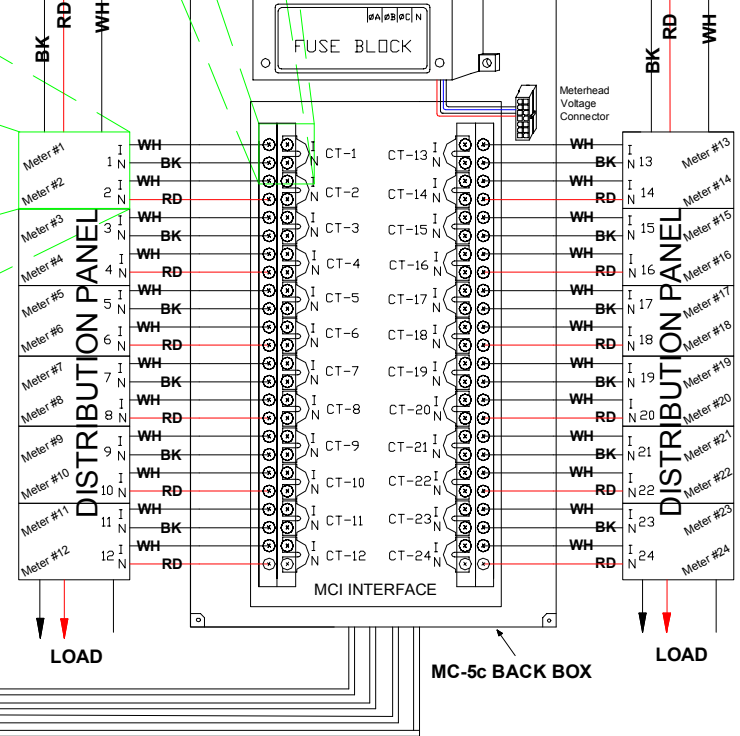 BK
RD
WH
ØA ØB ØC N
FUSE BLOCK
Meterhead
Voltage
Connector
BK
RD
WH
DISTRIBUTION PANEL
Meter #1
1 I N
WH
BK
Meter #2
2 I N
WH
RD
Meter #3
3 I N
WH
BK
Meter #4
4 I N
WH
RD
Meter #5
5 I N
WH
BK
Meter #6
6 I N
WH
RD
Meter #7
7 I N
WH
BK
Meter #8
8 I N
WH
RD
Meter #9
9 I N
WH
BK
Meter #10
10 I N
WH
RD
Meter #11
11 I N
WH
BK
Meter #12
12 I N
WH
RD
I N CT-1
I N CT-2
I N CT-3
I N CT-4
I N CT-5
I N CT-6
I N CT-7
I N CT-8
I N CT-9
I N CT-10
I N CT-11
I N CT-12
CT-13 I N
CT-14 I N
CT-15 I N
CT-16 I N
CT-17 I N
CT-18 I N
CT-19 I N
CT-20 I N
CT-21 I N
CT-22 I N
CT-23 I N
CT-24 I N
MCI INTERFACE
WH
BK
I N 13
Meter #13
WH
RD
I N 14
Meter #14
WH
BK
I N 15
Meter #15
WH
RD
I N 16
Meter #16
WH
BK
I N 17
Meter #17
WH
RD
I N 18
Meter #18
WH
BK
I N 19
Meter #19
WH
RD
I N 20
Meter #20
WH
BK
I N 21
Meter #21
WH
RD
I N 22
Meter #22
WH
BK
I N 23
Meter #23
WH
RD
I N 24
Meter #24
DISTRIBUTION PANEL
LOAD
MC-5c BACK BOX
LOAD